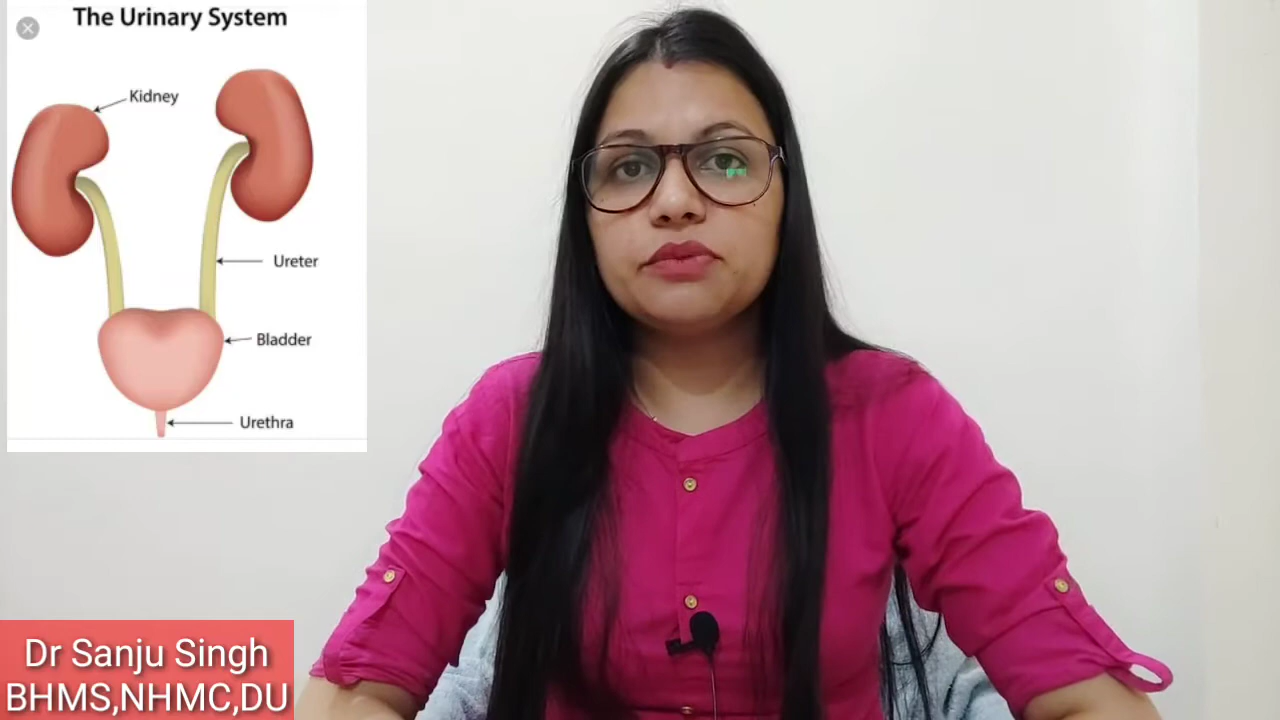 The Urinary System
Kidney
Ureter
Bladder
Urethra
Dr Sanju Singh
BHMS,NHMC,DU